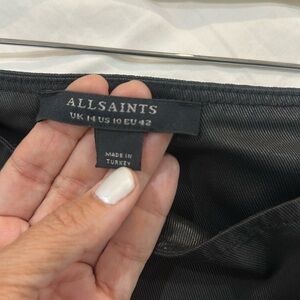 ALLSAINTS
UK 14 US 10 EU 42
MADE IN
TURKEY